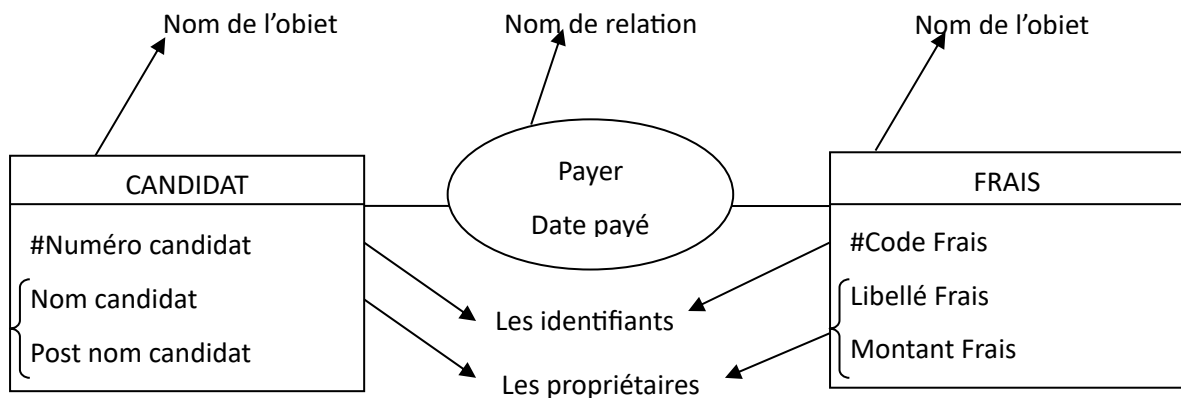 Nom de l’obiet
Nom de relation
Nom de l’obiet
CANDIDAT
#Numéro candidat
Nom candidat
Post nom candidat
Payer
Date payé
FRAIS
#Code Frais
Libellé Frais
Montant Frais
Les identifiants
Les propriétaires